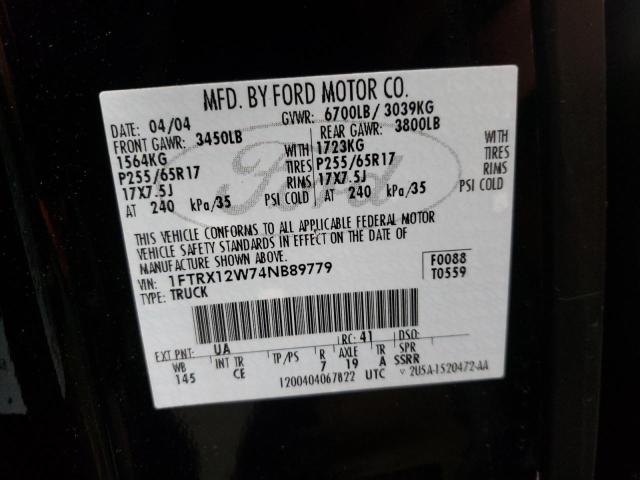 MFD. BY FORD MOTOR CO.
DATE: 04/04 GVWR: 6700LB / 3039KG
FRONT GAWR: 3450LB REAR GAWR: 3800LB
1564KG 1723KG WITH
P255/65R17 WITH TIRES P255/65R17 TIRES
17X7.5J RIMS 17X7.5J RIMS
AT 240 kPa/35 PSI COLD AT 240 kPa/35 PSI COLD
Ford
THIS VEHICLE CONFORMS TO ALL APPLICABLE FEDERAL MOTOR
VEHICLE SAFETY STANDARDS IN EFFECT ON THE DATE OF
MANUFACTURE SHOWN ABOVE.
VIN: 1FTRX12W74NB89779 F0088
TYPE: TRUCK T0559
EXT PNT: UA RC: 41 DSO:
WB INT TR TP/PS R AXLE TR SPR
145 CE 7 19 A SSRR
1200404067822 UTC
2U5A-1520472-AA